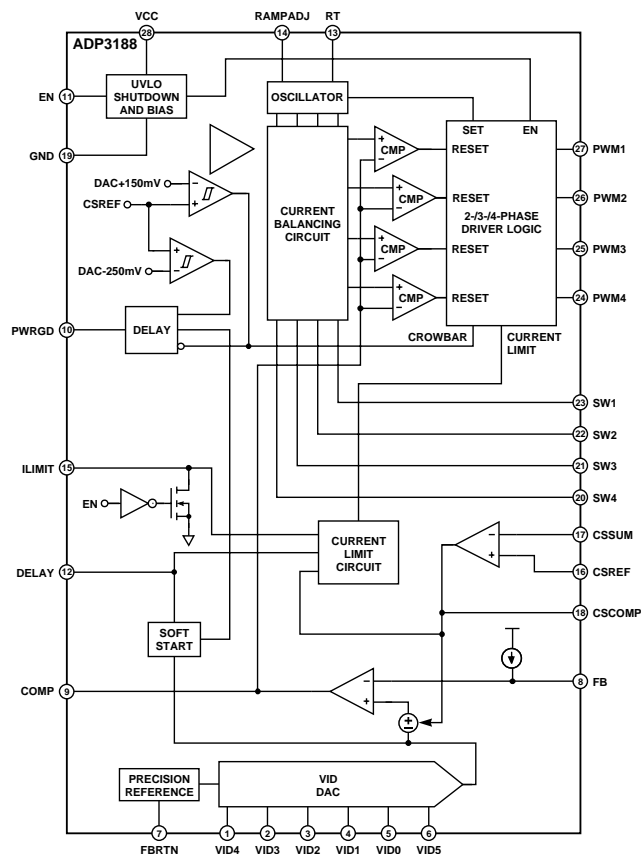 VCC
RAMPADJ
RT
ADP3188
28
14
13
EN
11
UVLO
SHUTDOWN
AND BIAS
OSCILLATOR
SET
EN
GND
19
CMP
RESET
27
PWM1
DAC+150mV
CSREF
DAC-250mV
CURRENT
BALANCING
CIRCUIT
CMP
RESET
26
PWM2
2-/3-/4-PHASE
DRIVER LOGIC
CMP
RESET
25
PWM3
CMP
RESET
24
PWM4
PWRGD
10
DELAY
CROWBAR
CURRENT
LIMIT
23
SW1
22
SW2
ILIMIT
15
21
SW3
EN
20
SW4
CURRENT
LIMIT
CIRCUIT
17
CSSUM
DELAY
12
16
CSREF
18
CSCOMP
SOFT
START
COMP
9
8
FB
PRECISION
REFERENCE
VID
DAC
7
1
2
3
4
5
6
FBRTN
VID4
VID3
VID2
VID1
VID0
VID5